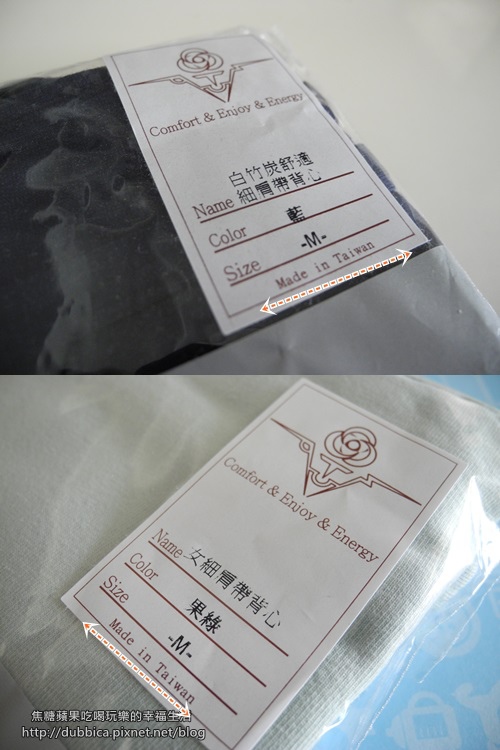 Comfort & Enjoy & Energy
白竹炭舒適
Name 細肩帶背心
Color 藍
Size -M-
Made in Taiwan
Comfort & Enjoy & Energy
Name 女細肩帶背心
Color 果綠
Size -M-
Made in Taiwan
焦糖蘋果吃喝玩樂的幸福生活
http://dubbica.pixnet.net/blog